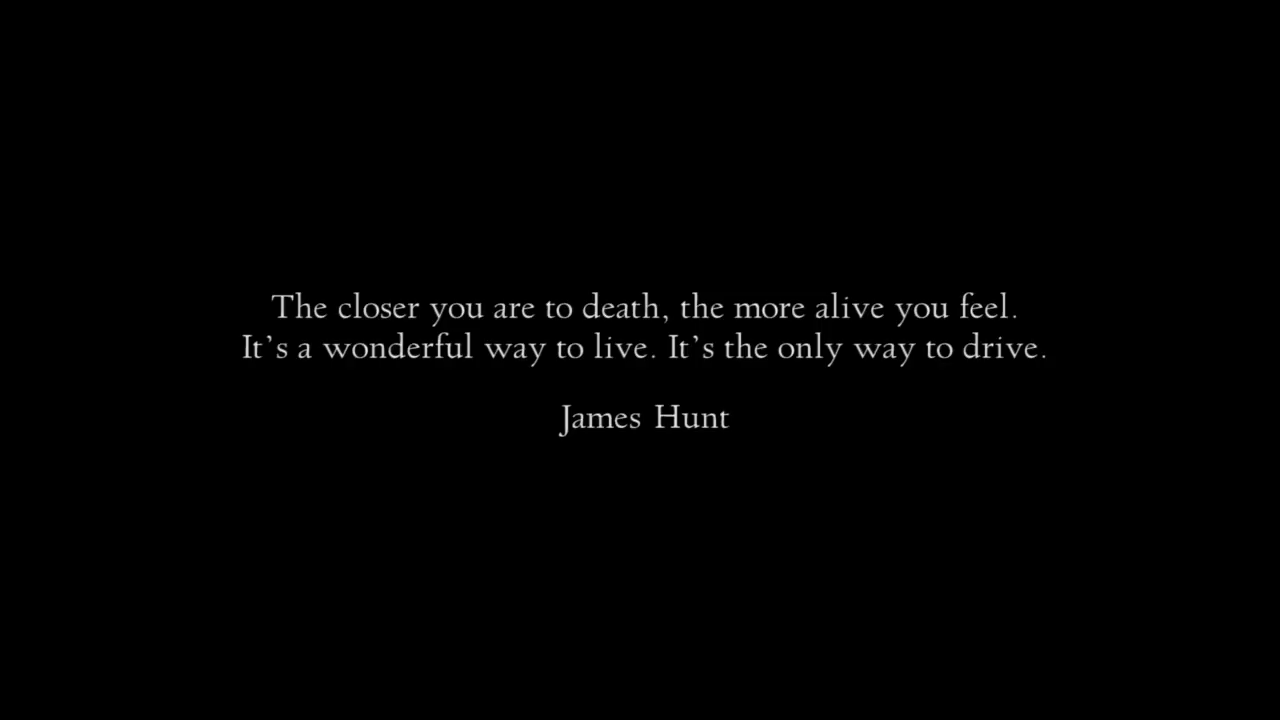 The closer you are to death, the more alive you feel.
It’s a wonderful way to live. It’s the only way to drive.
James Hunt